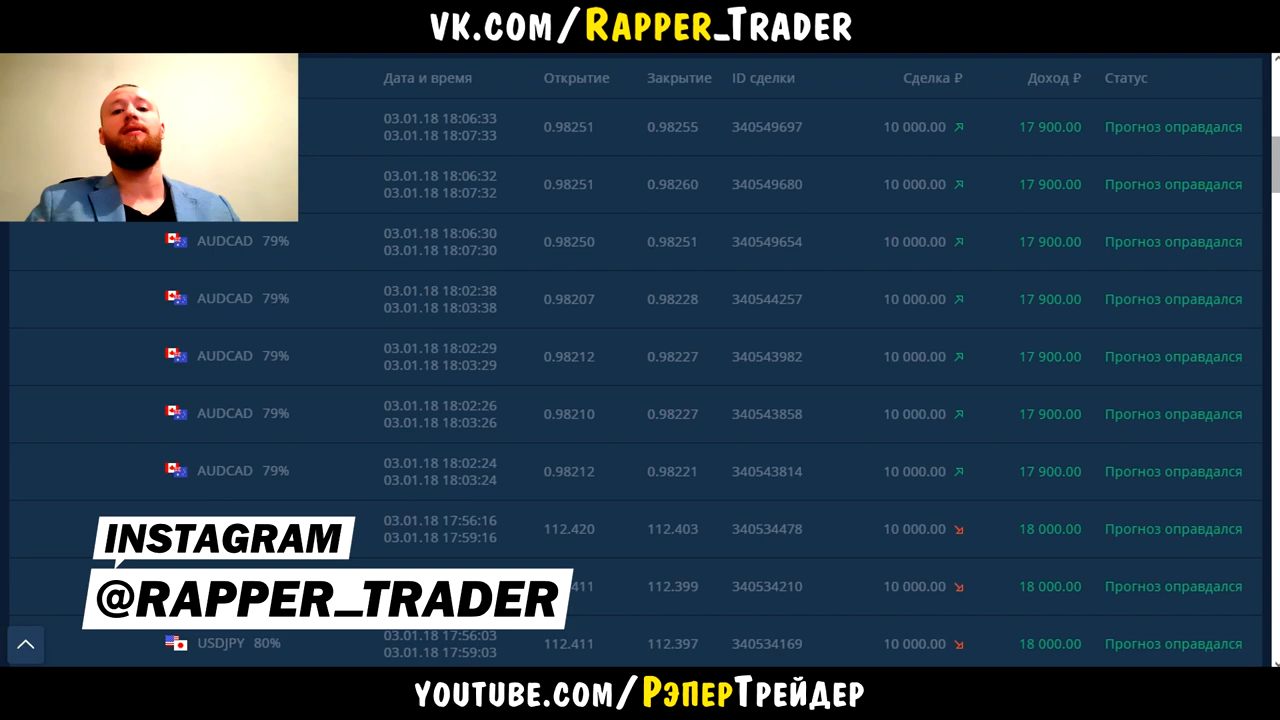 VK.COM/RAPPER_TRADER
Дата и время Открытие Закрытие ID сделки Сделка ₽ Доход ₽ Статус
03.01.18 18:06:33
03.01.18 18:07:33
0.98251 0.98255 340549697 10 000.00 17 900.00 Прогноз оправдался
03.01.18 18:06:32
03.01.18 18:07:32
0.98251 0.98260 340549680 10 000.00 17 900.00 Прогноз оправдался
AUDCAD 79%
03.01.18 18:06:30
03.01.18 18:07:30
0.98250 0.98251 340549654 10 000.00 17 900.00 Прогноз оправдался
AUDCAD 79%
03.01.18 18:02:38
03.01.18 18:03:38
0.98207 0.98228 340544257 10 000.00 17 900.00 Прогноз оправдался
AUDCAD 79%
03.01.18 18:02:29
03.01.18 18:03:29
0.98212 0.98227 340543982 10 000.00 17 900.00 Прогноз оправдался
AUDCAD 79%
03.01.18 18:02:26
03.01.18 18:03:26
0.98210 0.98227 340543858 10 000.00 17 900.00 Прогноз оправдался
AUDCAD 79%
03.01.18 18:02:24
03.01.18 18:03:24
0.98212 0.98221 340543814 10 000.00 17 900.00 Прогноз оправдался
03.01.18 17:56:16
03.01.18 17:59:16
112.420 112.403 340534478 10 000.00 18 000.00 Прогноз оправдался
INSTAGRAM
@RAPPER_TRADER
411 112.399 340534210 10 000.00 18 000.00 Прогноз оправдался
USDJPY 80%
03.01.18 17:56:03
03.01.18 17:59:03
112.411 112.397 340534169 10 000.00 18 000.00 Прогноз оправдался
YOUTUBE.COM/РЭПЕРТРЕЙДЕР